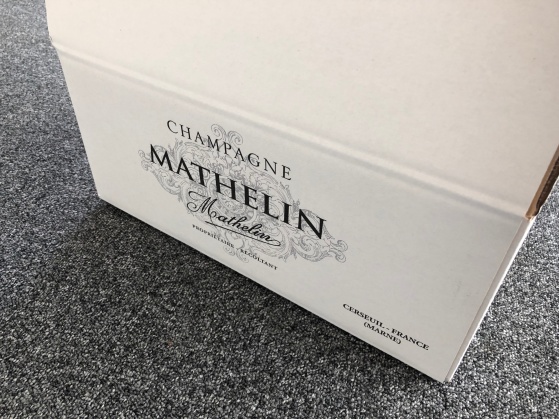 CHAMPAGNE
MATHELIN
Mathelin
PROPRIÉTAIRE - RÉCOLTANT
CERSEUIL - FRANCE
(MARNE)